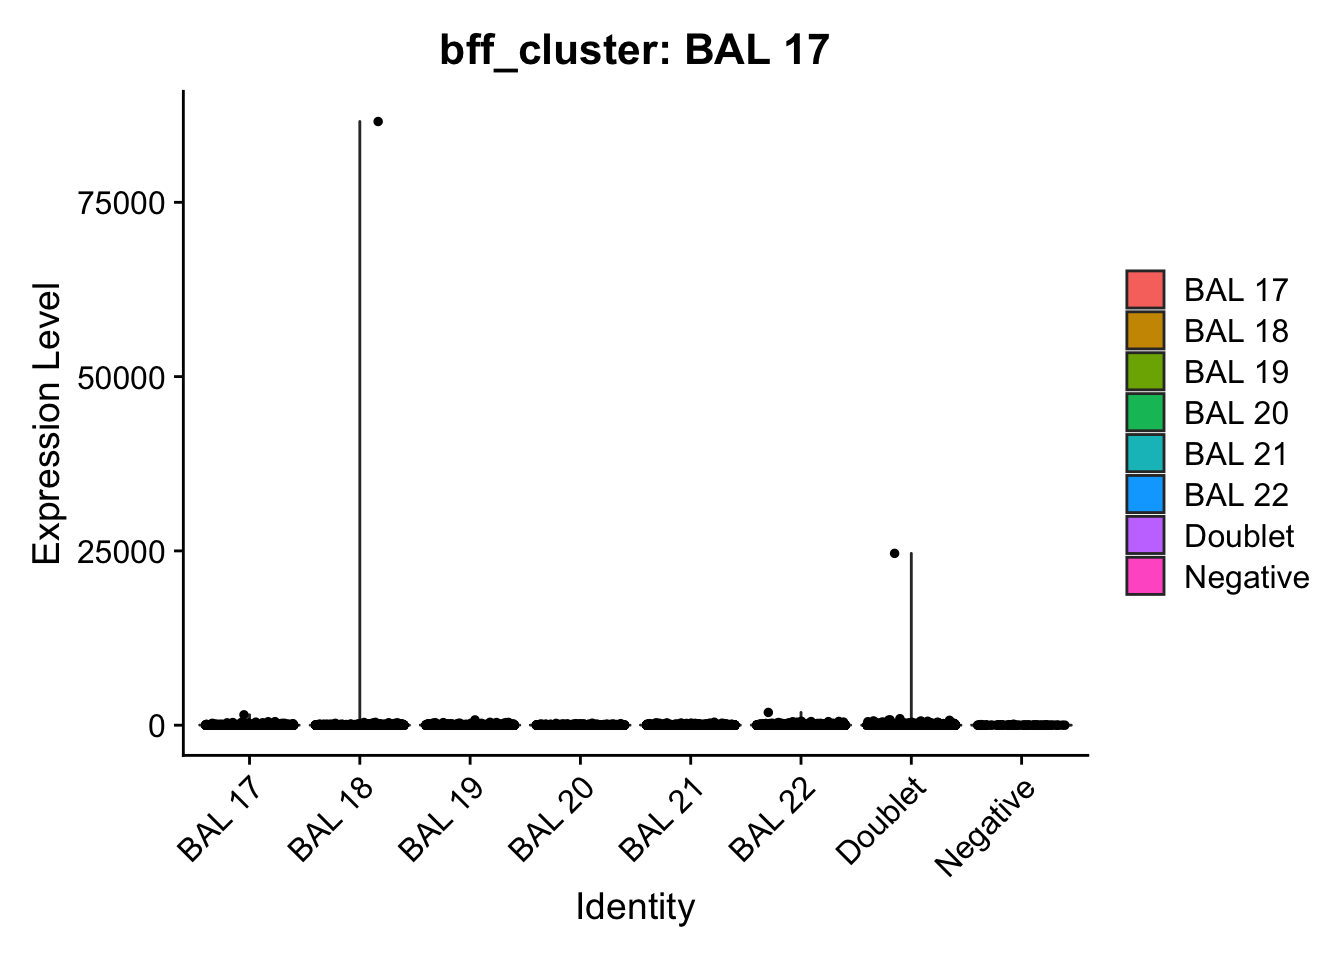 bff_cluster: BAL 17
Expression Level
75000
50000
25000
0
BAL 17
BAL 18
BAL 19
BAL 20
BAL 21
BAL 22
Doublet
Negative
Identity
BAL 17
BAL 18
BAL 19
BAL 20
BAL 21
BAL 22
Doublet
Negative